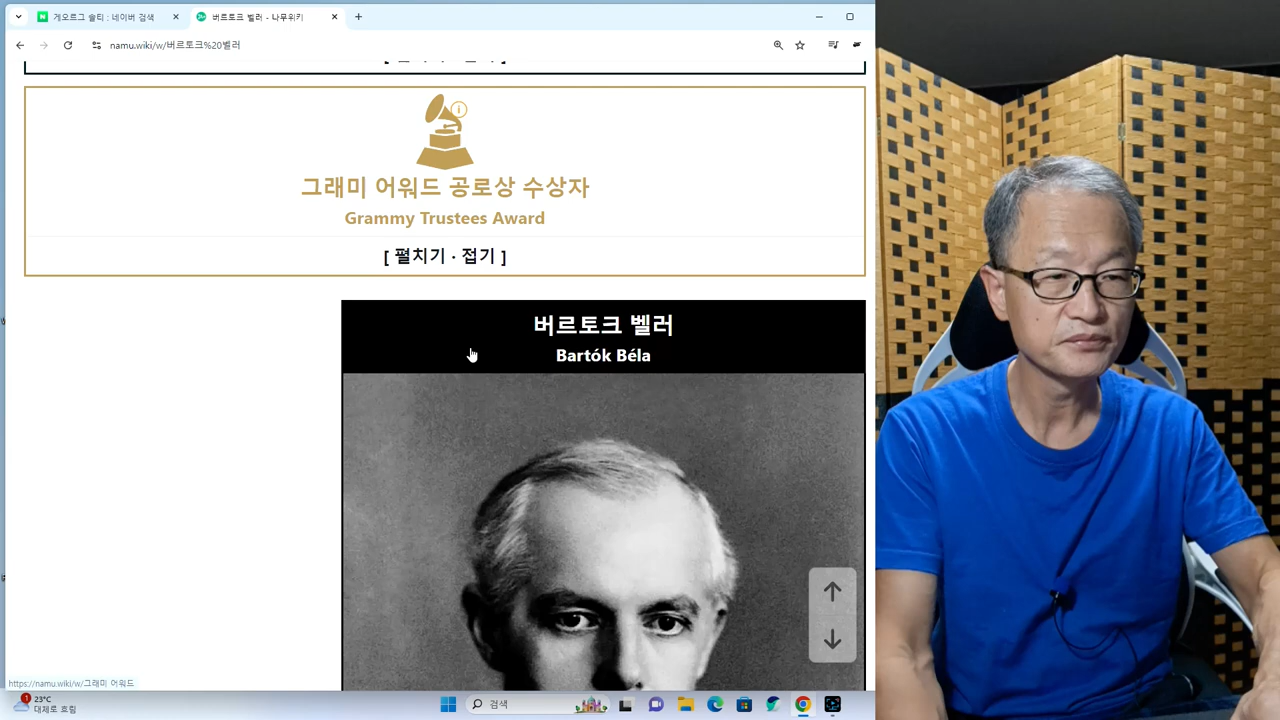 게오르그 솔티 : 네이버 검색
버르토크 벨러 - 나무위키
namu.wiki/w/버르토크%20벨러
그래미 어워드 공로상 수상자
Grammy Trustees Award
[ 펼치기 · 접기 ]
버르토크 벨러
Bartók Béla
https://namu.wiki/w/그래미 어워드
1
23°C
대체로 흐림
검색